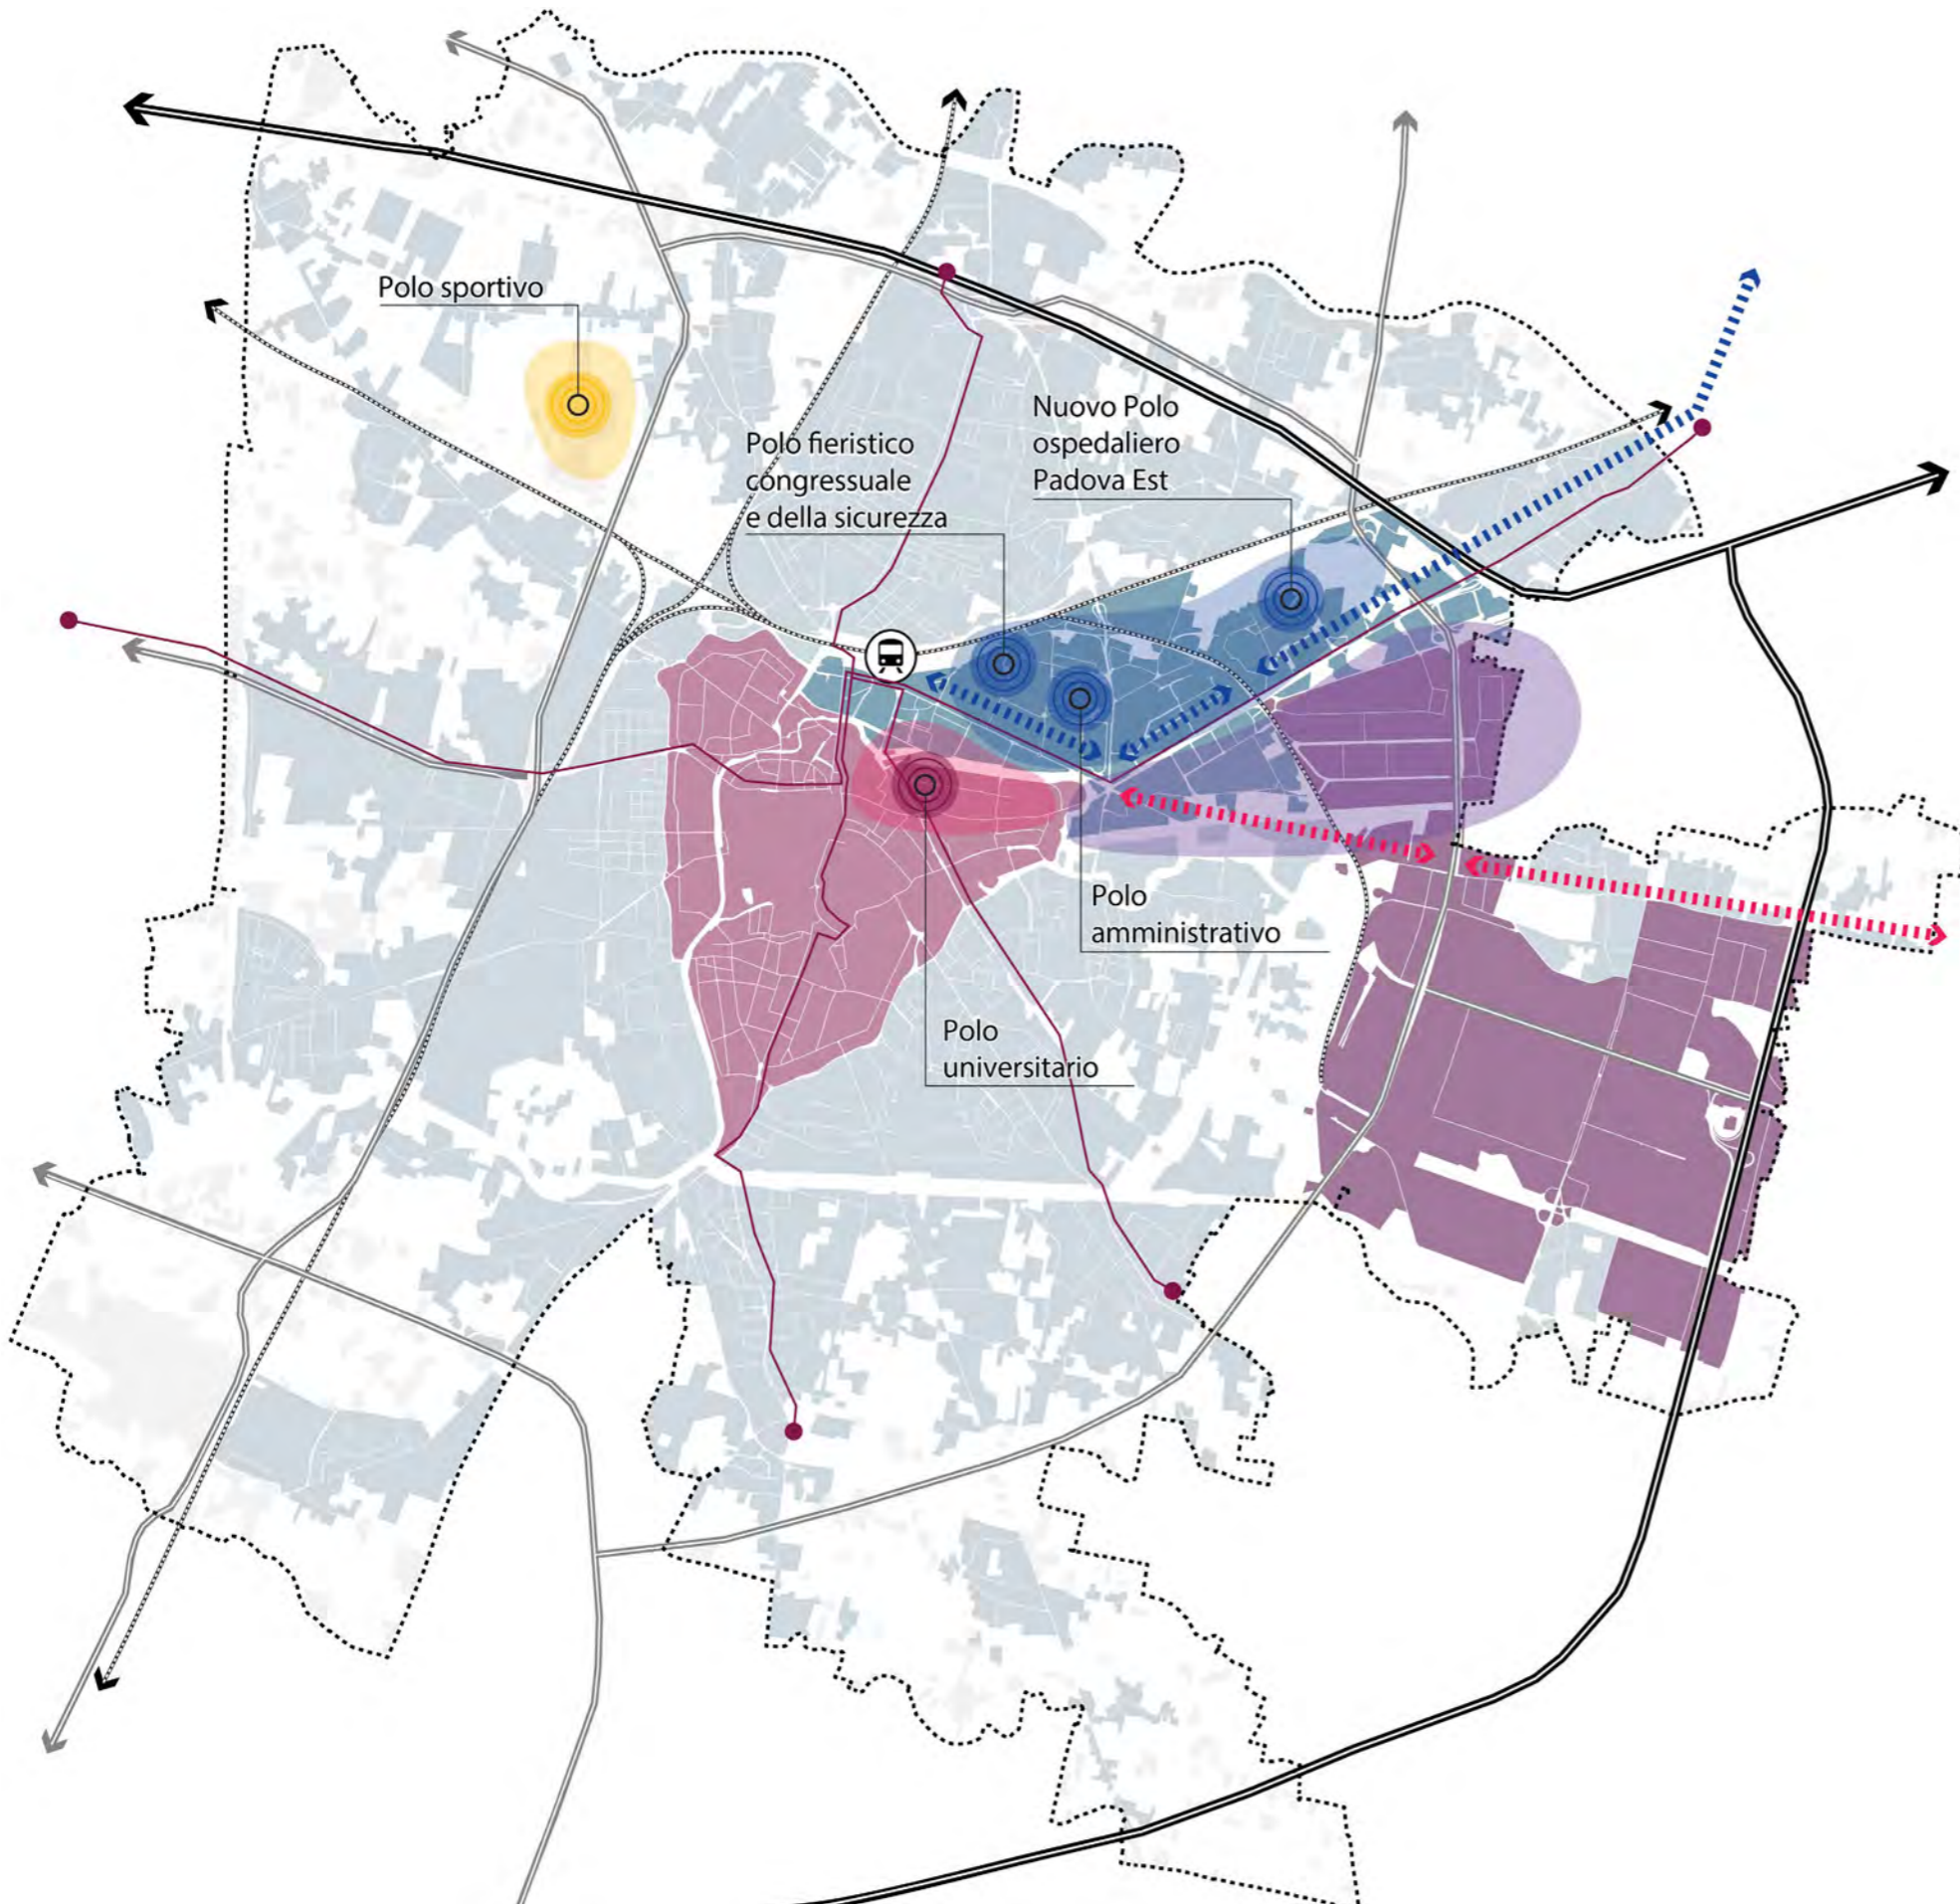 Polo sportivo
Nuovo Polo
ospedaliero
Padova Est
Polo fieristico
congressuale
e della sicurezza
Polo
amministrativo
Polo
universitario